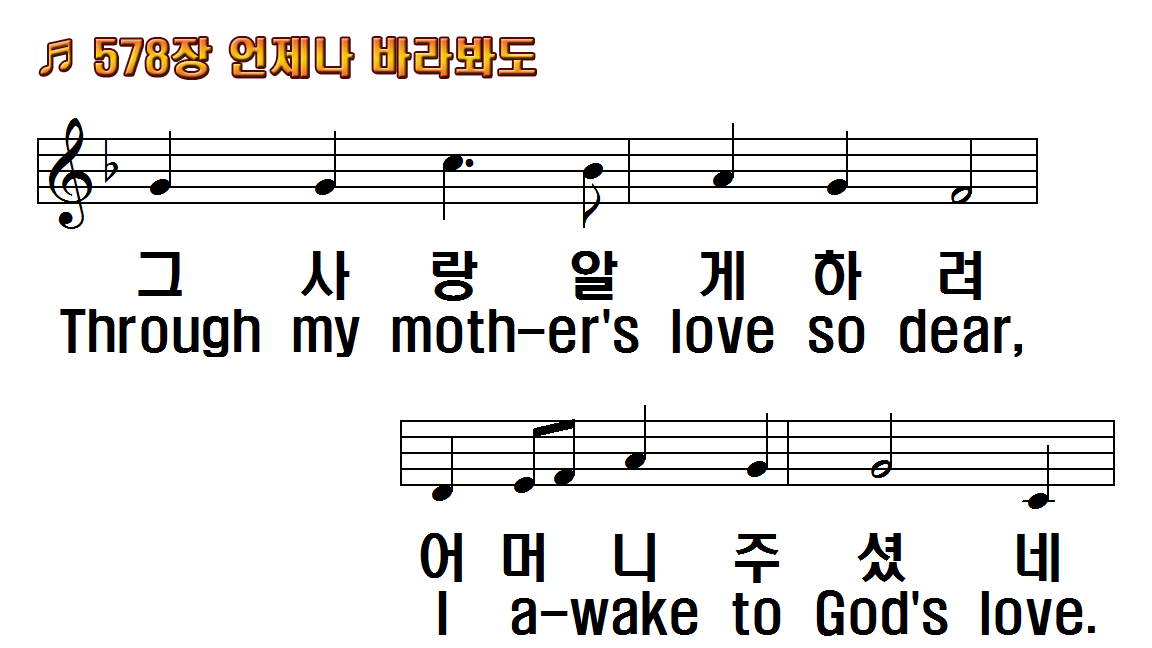 578장 언제나 바라봐도
그 사 랑 알 게 하 려
Through my moth-er's love so dear,
어 머 니 주 셨 네
I a-wake to God's love.